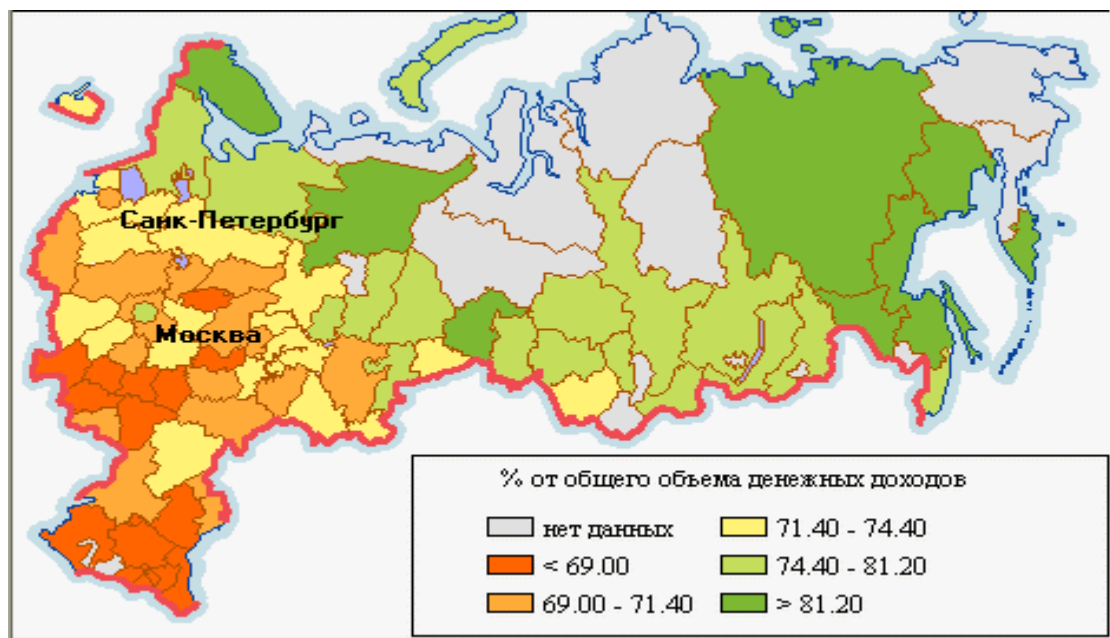 Санк-Петербург
Москва
% от общего объема денежных доходов
нет данных
71.40 - 74.40
< 69.00
74.40 - 81.20
69.00 - 71.40
> 81.20